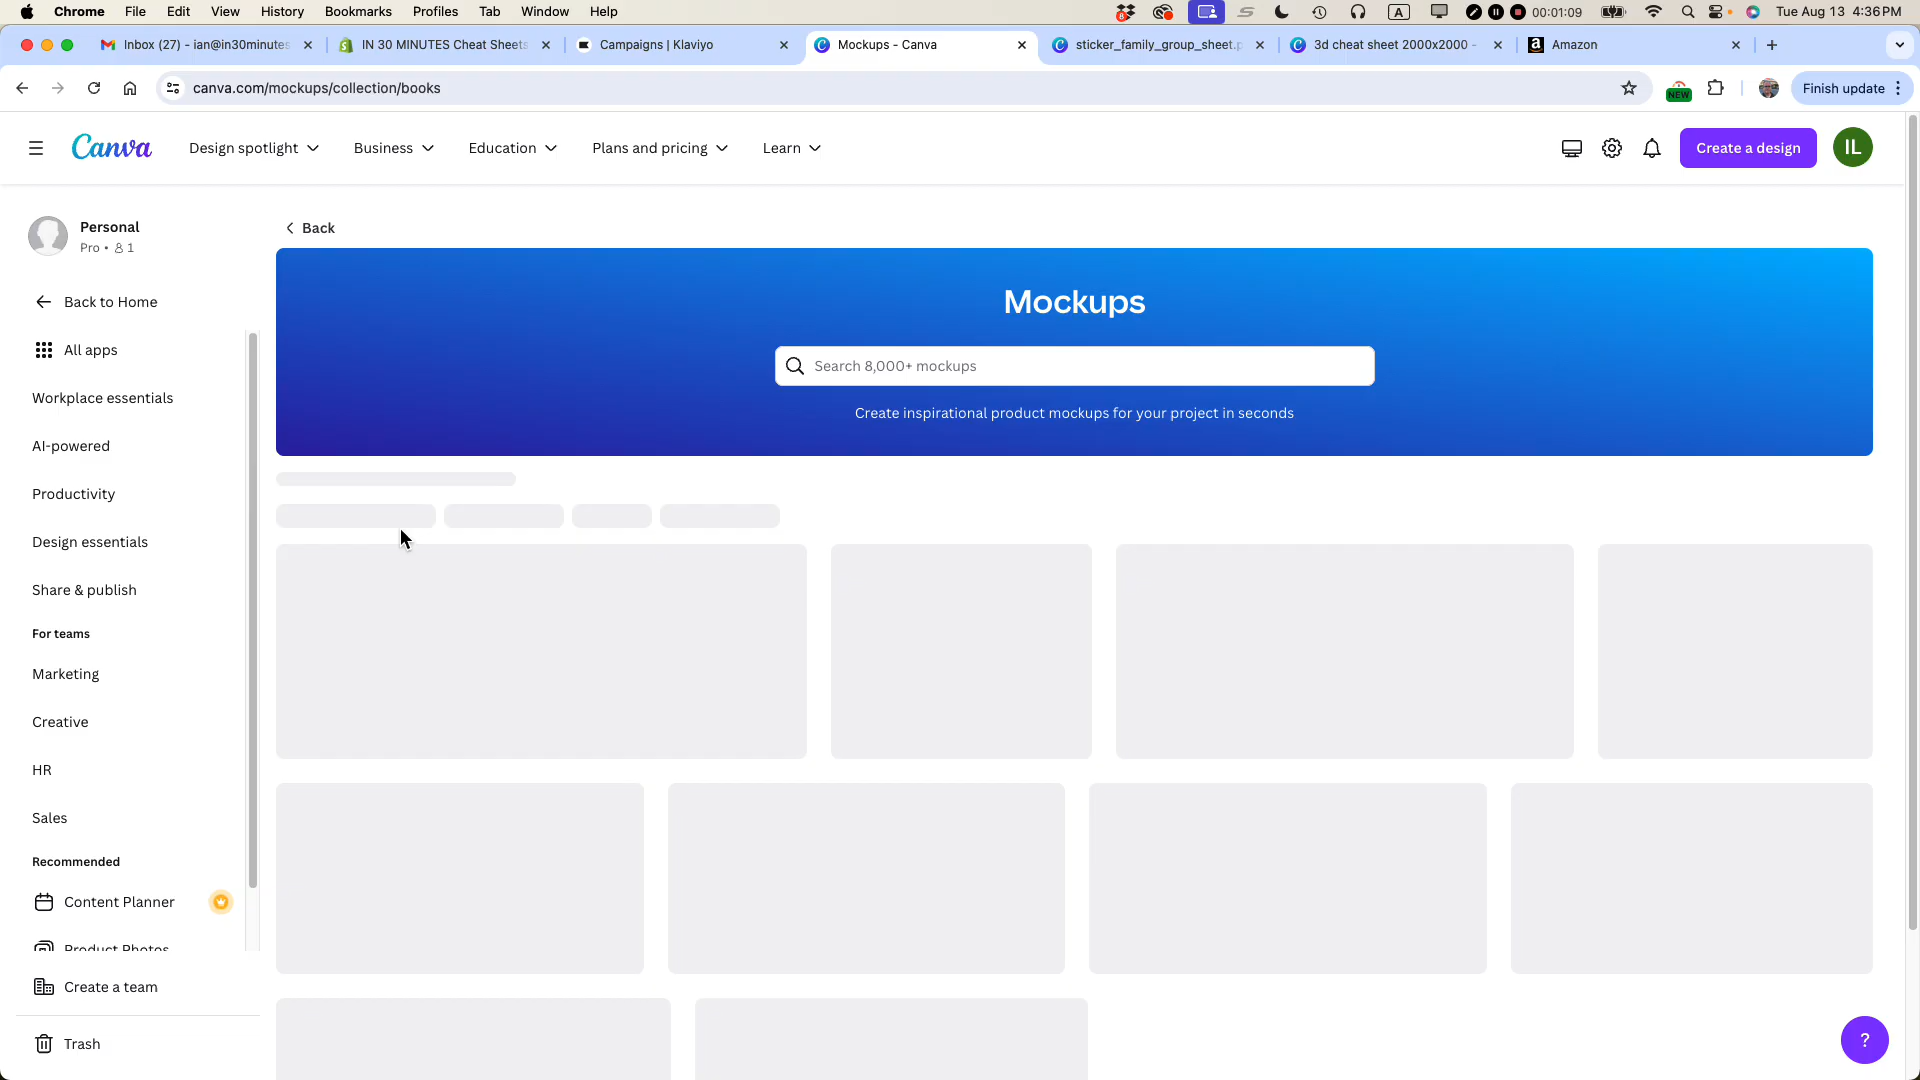 Chrome File Edit View History Bookmarks Profiles Tab Window Help
8 A 00:01:09 Tue Aug 13 4:36 PM
Inbox (27) - ian@in30minutes
IN 30 MINUTES Cheat Sheets
Campaigns | Klaviyo
Mockups - Canva
sticker_family_group_sheet.p
3d cheat sheet 2000x2000 -
a Amazon
canva.com/mockups/collection/books
NEW
Finish update
Canva
Design spotlight
Business
Education
Plans and pricing
Learn
Create a design
IL
Personal
Pro • 1
Back to Home
All apps
Workplace essentials
AI-powered
Productivity
Design essentials
Share & publish
For teams
Marketing
Creative
HR
Sales
Recommended
Content Planner
Product Photos
Create a team
Trash
Back
Mockups
Search 8,000+ mockups
Create inspirational product mockups for your project in seconds
?